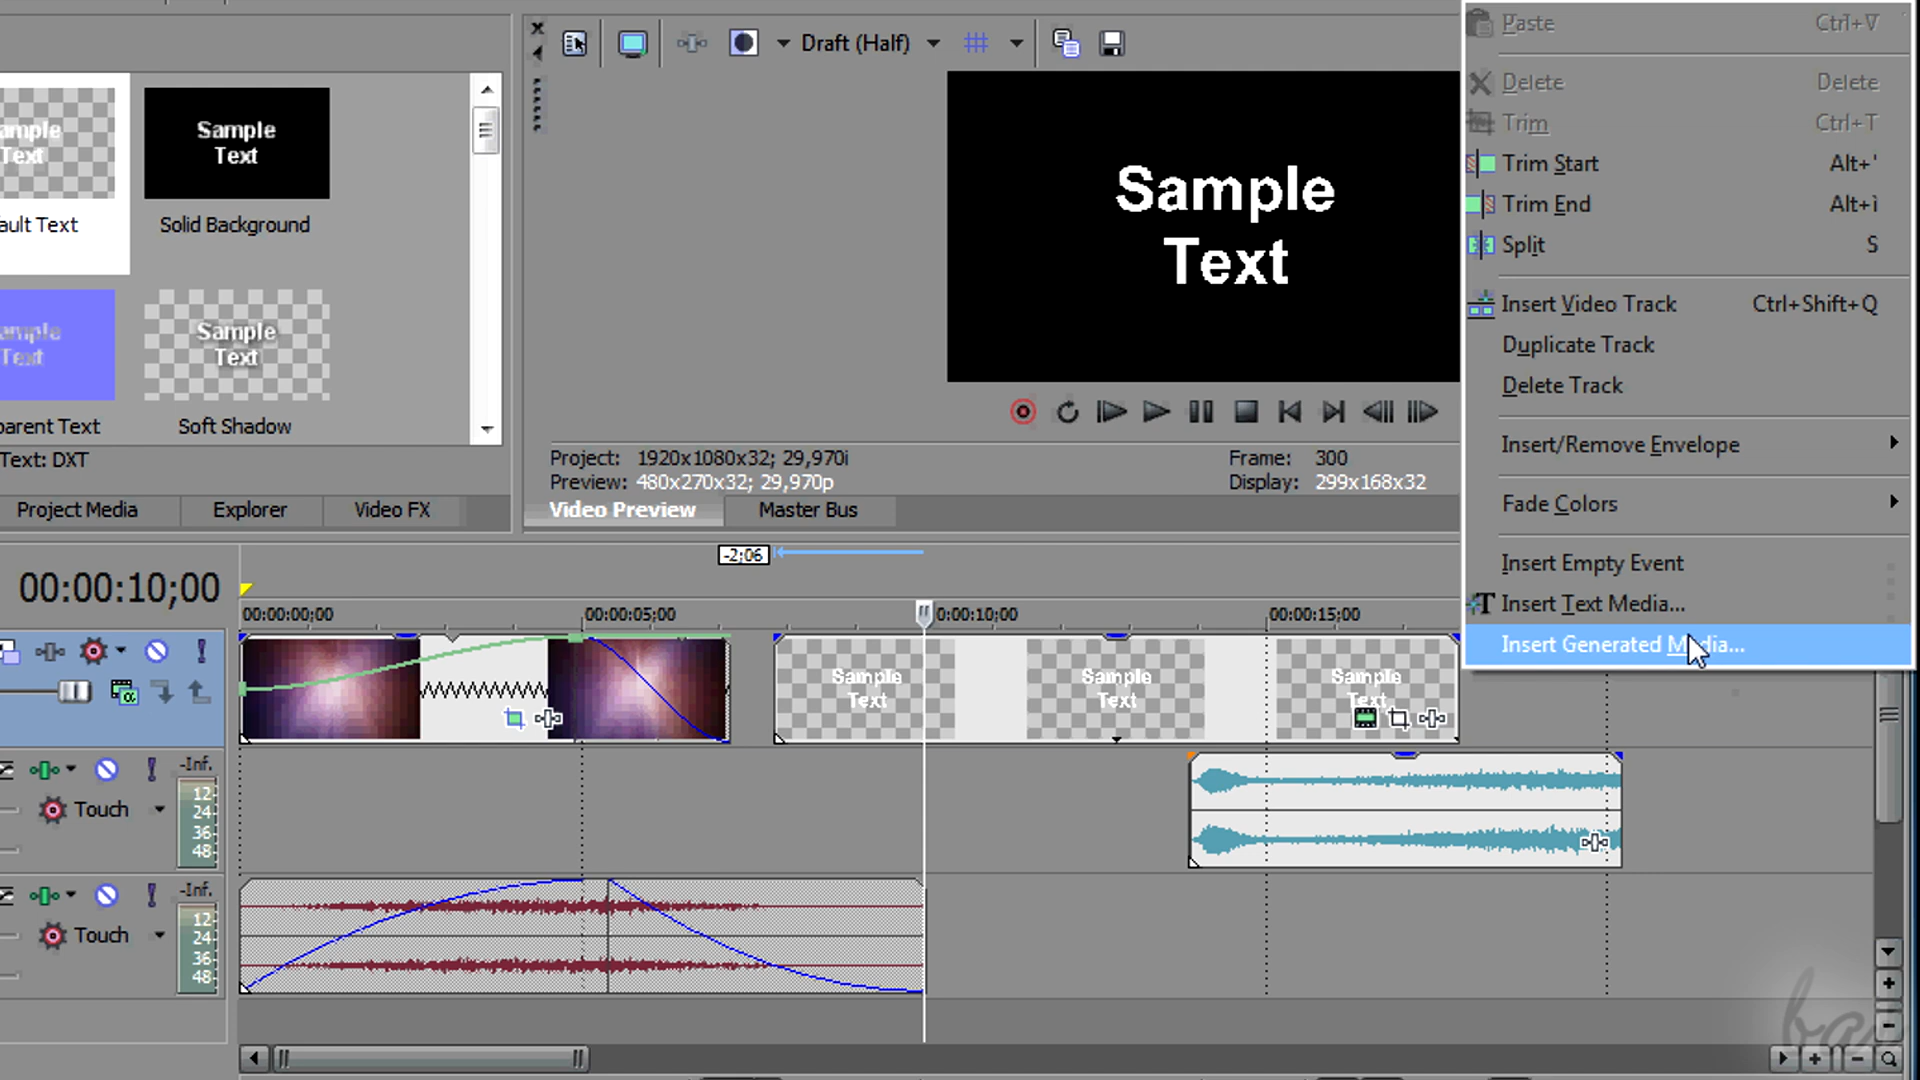 Sample
Text
Sample
Text
Solid Background
ault Text
Sample
Text
ample
Text
Soft Shadow
parent Text
Text: DXT
Project Media
Explorer
Video FX
Draft (Half)
Sample
Text
Project: 1920x1080x32; 29,970i
Preview: 480x270x32; 29,970p
Frame: 300
Display: 299x168x32
Video Preview
Master Bus
Paste Ctrl+V
Delete Delete
Trim Ctrl+T
Trim Start Alt+'
Trim End Alt+ì
Split S
Insert Video Track Ctrl+Shift+Q
Duplicate Track
Delete Track
Insert/Remove Envelope
Fade Colors
Insert Empty Event
Insert Text Media...
Insert Generated Media...
-2;06
00:00:10;00
00:00:00;00
00:00:05;00
00:00:10;00
00:00:15;00
Sample
Text
Sample
Text
Sample
Text
-Inf.
12
24
36
48
Touch
-Inf.
12
24
36
48
Touch